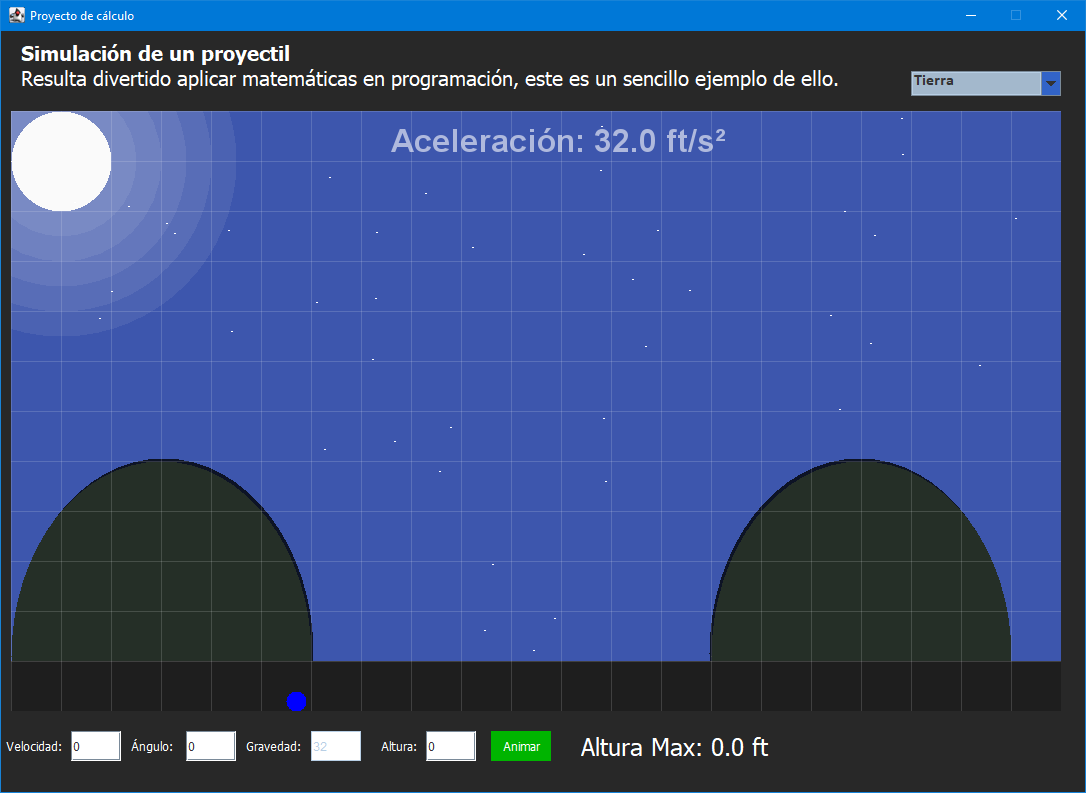 Proyecto de cálculo
Simulación de un proyectil
Resulta divertido aplicar matemáticas en programación, este es un sencillo ejemplo de ello.
Tierra
Aceleración: 32.0 ft/s²
Velocidad: 0 Ángulo: 0 Gravedad: 32 Altura: 0 Animar Altura Max: 0.0 ft